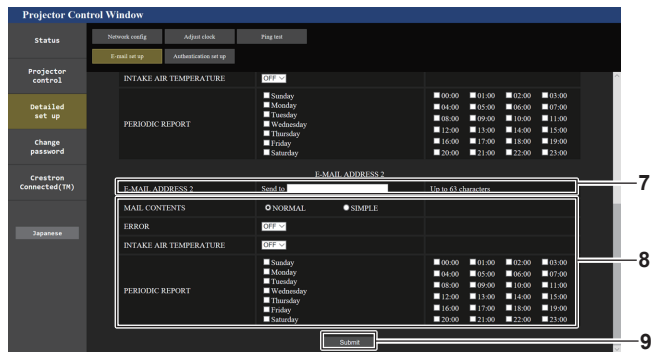 Projector Control Window
Status
Network config Adjust clock Ping test
E-mail set up Authentication set up
Projector control
Detailed set up
Change password
Crestron Connected(TM)
Japanese
INTAKE AIR TEMPERATURE OFF
PERIODIC REPORT
Sunday 00:00 01:00 02:00 03:00
Monday 04:00 05:00 06:00 07:00
Tuesday 08:00 09:00 10:00 11:00
Wednesday 12:00 13:00 14:00 15:00
Thursday 16:00 17:00 18:00 19:00
Friday 20:00 21:00 22:00 23:00
Saturday
E-MAIL ADDRESS 2
E-MAIL ADDRESS 2 Send to Up to 63 characters 7
MAIL CONTENTS NORMAL SIMPLE
ERROR OFF
INTAKE AIR TEMPERATURE OFF
8
PERIODIC REPORT
Sunday 00:00 01:00 02:00 03:00
Monday 04:00 05:00 06:00 07:00
Tuesday 08:00 09:00 10:00 11:00
Wednesday 12:00 13:00 14:00 15:00
Thursday 16:00 17:00 18:00 19:00
Friday 20:00 21:00 22:00 23:00
Saturday
Submit 9